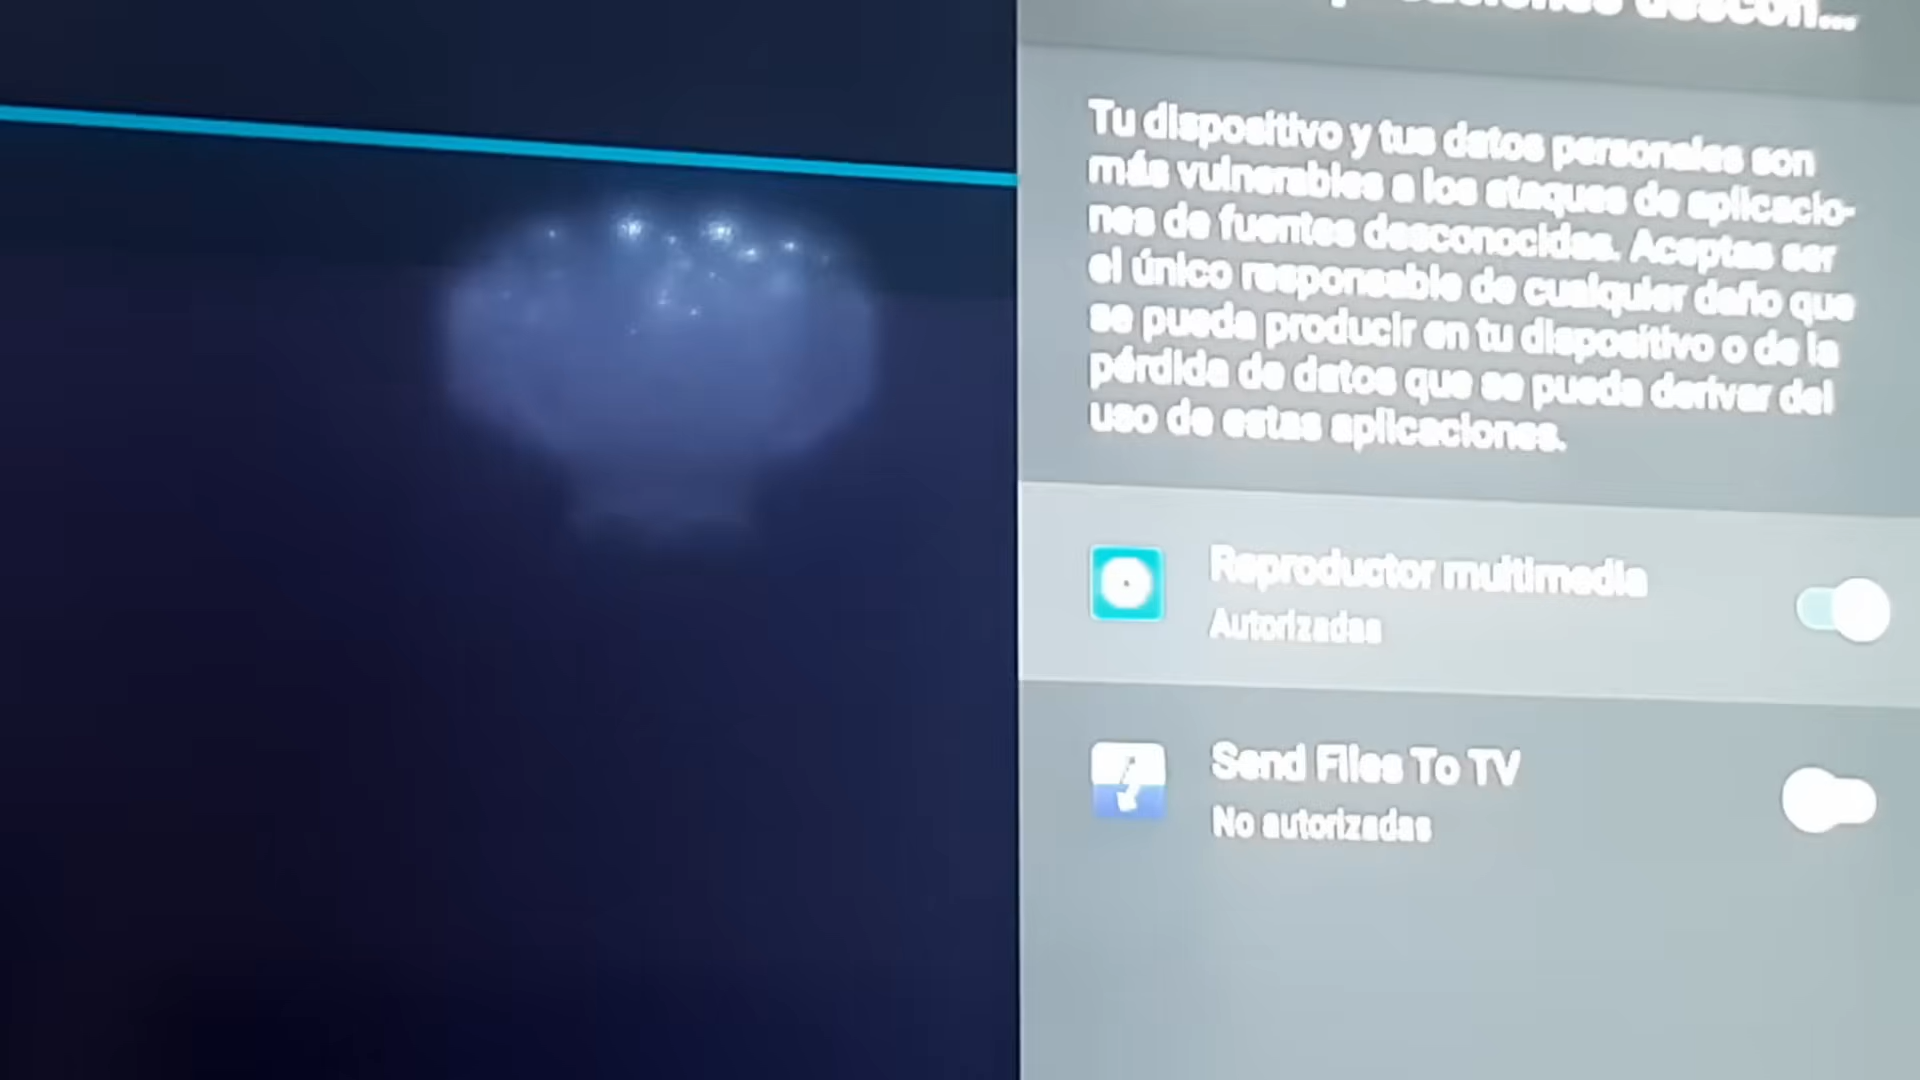 descon...
Tu dispositivo y tus datos personales son
más vulnerables a los ataques de aplicacio-
nes de fuentes desconocidas. Aceptas ser
el único responsable de cualquier daño que
se pueda producir en tu dispositivo o de la
pérdida de datos que se pueda derivar del
uso de estas aplicaciones.
Reproductor multimedia
Autorizadas
Send Files To TV
No autorizadas